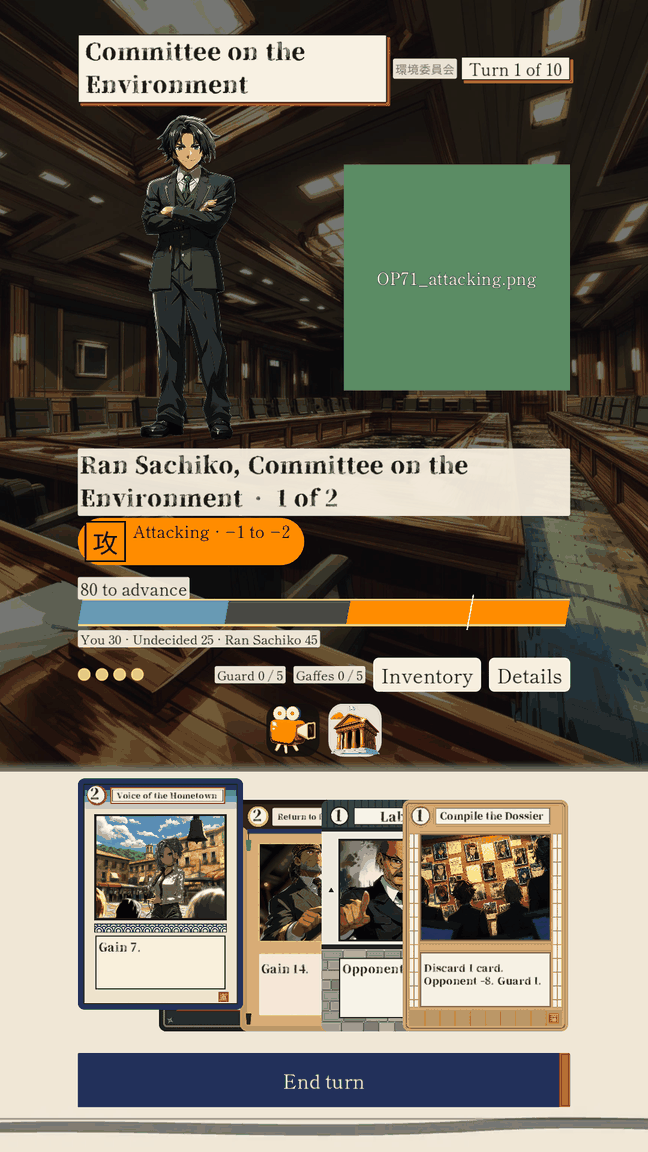 Committee on the
Environment
環境委員会
Turn 1 of 10
OP71_attacking.png
Ran Sachiko, Committee on the
Environment · 1 of 2
攻
Attacking · −1 to −2
80 to advance
You 30 · Undecided 25 · Ran Sachiko 45
Guard 0 / 5
Gaffes 0 / 5
Inventory
Details
2
Voice of the Hometown
Gain 7.
2
Return to
Gain 14.
1
Opponent
1
Compile the Dossier
Discard 1 card.
Opponent -8. Guard 1.
End turn